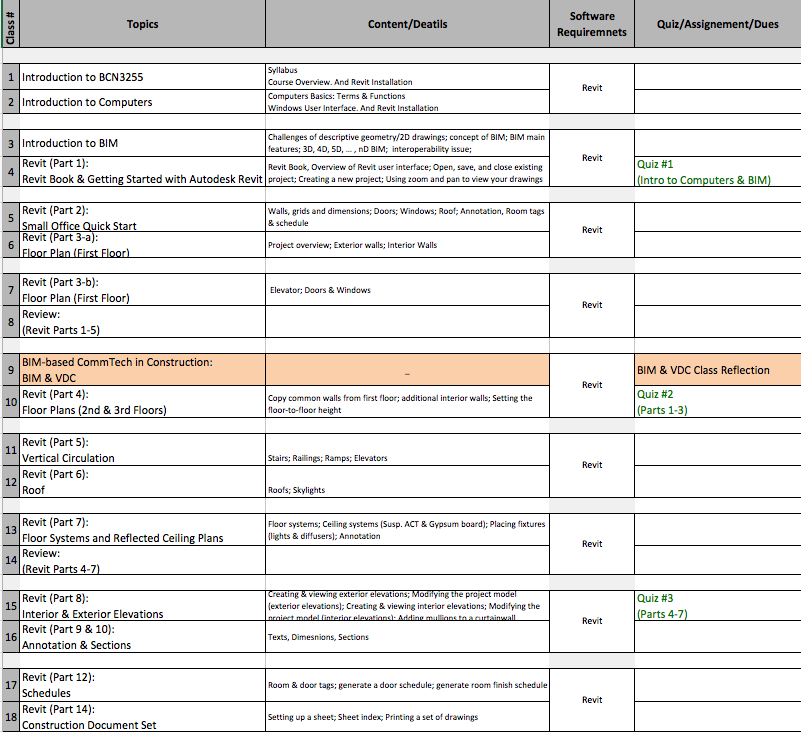 Class #
Topics
Content/Deatils
Software
Requiremnets
Quiz/Assignement/Dues
1
Introduction to BCN3255
Syllabus
Course Overview. And Revit Installation
Revit
2
Introduction to Computers
Computers Basics: Terms & Functions
Windows User Interface. And Revit Installation
3
Introduction to BIM
Challenges of descriptive geometry/2D drawings; concept of BIM; BIM main
features; 3D, 4D, 5D, ... , nD BIM; interoperability issue;
Revit
4
Revit (Part 1):
Revit Book & Getting Started with Autodesk Revit
Revit Book, Overview of Revit user interface; Open, save, and close existing
project; Creating a new project; Using zoom and pan to view your drawings
Quiz #1
(Intro to Computers & BIM)
5
Revit (Part 2):
Small Office Quick Start
Walls, grids and dimensions; Doors; Windows; Roof; Annotation, Room tags
& schedule
Revit
6
Revit (Part 3-a):
Floor Plan (First Floor)
Project overview; Exterior walls; Interior Walls
7
Revit (Part 3-b):
Floor Plan (First Floor)
Elevator; Doors & Windows
Revit
8
Review:
(Revit Parts 1-5)
9
BIM-based CommTech in Construction:
BIM & VDC
–
Revit
BIM & VDC Class Reflection
10
Revit (Part 4):
Floor Plans (2nd & 3rd Floors)
Copy common walls from first floor; additional interior walls; Setting the
floor-to-floor height
Quiz #2
(Parts 1-3)
11
Revit (Part 5):
Vertical Circulation
Stairs; Railings; Ramps; Elevators
Revit
12
Revit (Part 6):
Roof
Roofs; Skylights
13
Revit (Part 7):
Floor Systems and Reflected Ceiling Plans
Floor systems; Ceiling systems (Susp. ACT & Gypsum board); Placing fixtures
(lights & diffusers); Annotation
Revit
14
Review:
(Revit Parts 4-7)
15
Revit (Part 8):
Interior & Exterior Elevations
Creating & viewing exterior elevations; Modifying the project model
(exterior elevations); Creating & viewing interior elevations; Modifying the
project model (interior elevations); Adding mullions to a curtainwall
Revit
Quiz #3
(Parts 4-7)
16
Revit (Part 9 & 10):
Annotation & Sections
Texts, Dimesnions, Sections
17
Revit (Part 12):
Schedules
Room & door tags; generate a door schedule; generate room finish schedule
Revit
18
Revit (Part 14):
Construction Document Set
Setting up a sheet; Sheet index; Printing a set of drawings